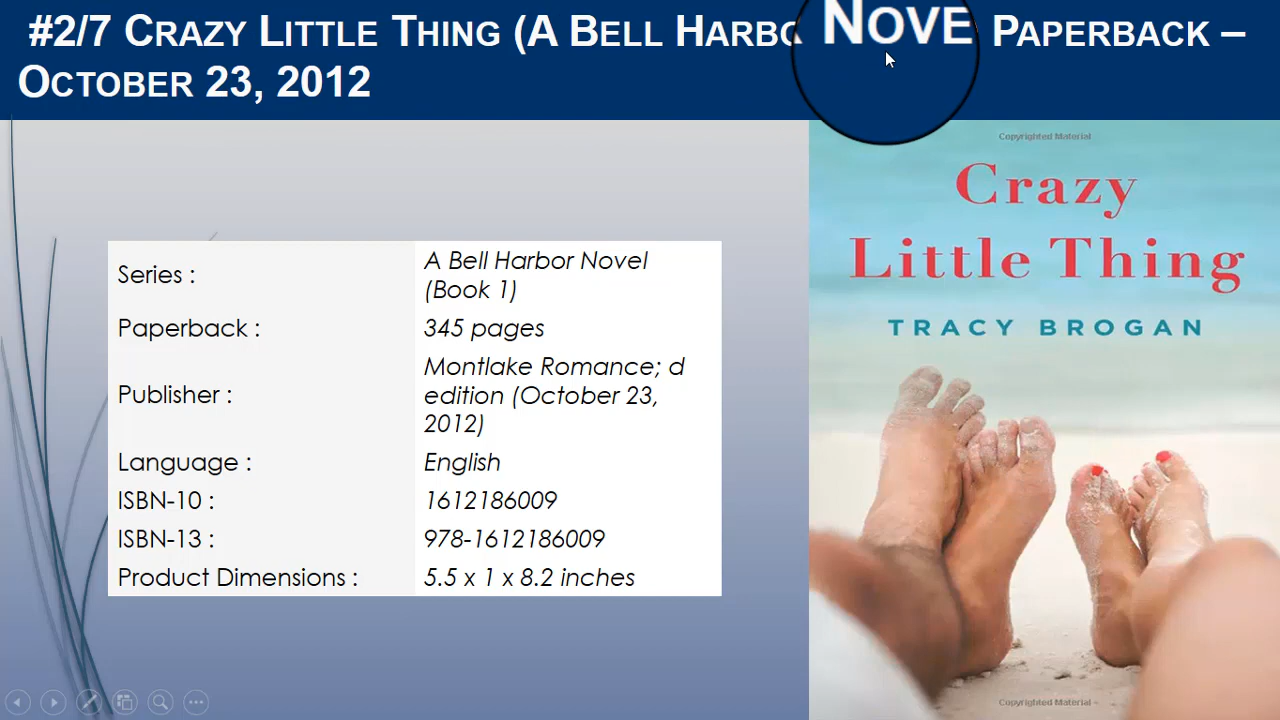 #2/7 CRAZY LITTLE THING (A BELL HARBO NOVE PAPERBACK –
OCTOBER 23, 2012
Series :
A Bell Harbor Novel
(Book 1)
Paperback :
345 pages
Publisher :
Montlake Romance; d
edition (October 23,
2012)
Language :
English
ISBN-10 :
1612186009
ISBN-13 :
978-1612186009
Product Dimensions :
5.5 x 1 x 8.2 inches
Copyrighted Material
Crazy
Little Thing
TRACY BROGAN
Copyrighted Material